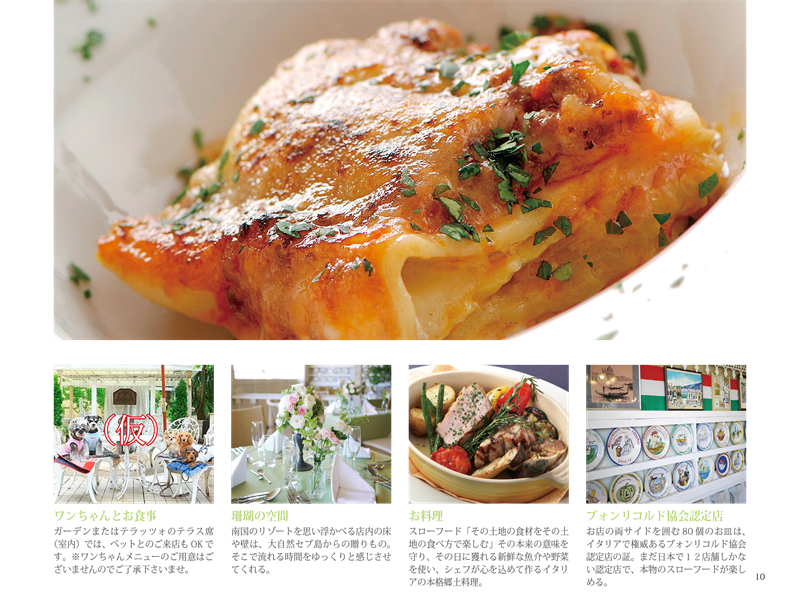 (仮)
ワンちゃんとお食事
ガーデンまたはテラッツォのテラス席
(室内)では、ペットとのご来店もOKで
す。※ワンちゃんメニューのご用意はご
ざいませんのでご了承下さいませ。
珊瑚の空間
南国のリゾートを思い浮かべる店内の床
や壁は、大自然セブ島からの贈りもの。
そこで流れる時間をゆっくりと感じさせ
てくれる。
お料理
スローフード「その土地の食材をその土
地の食べ方で楽しむ」その本来の意味を
守り、その日に獲れる新鮮な魚介や野菜
を使い、シェフが心を込めて作るイタリ
アの本格郷土料理。
ブォンリコルド協会認定店
お店の両サイドを囲む 80 個のお皿は、
イタリアで権威あるブォンリコルド協会
認定店の証。まだ日本で12店舗しかな
い認定店で、本物のスローフードが楽し
める。
10